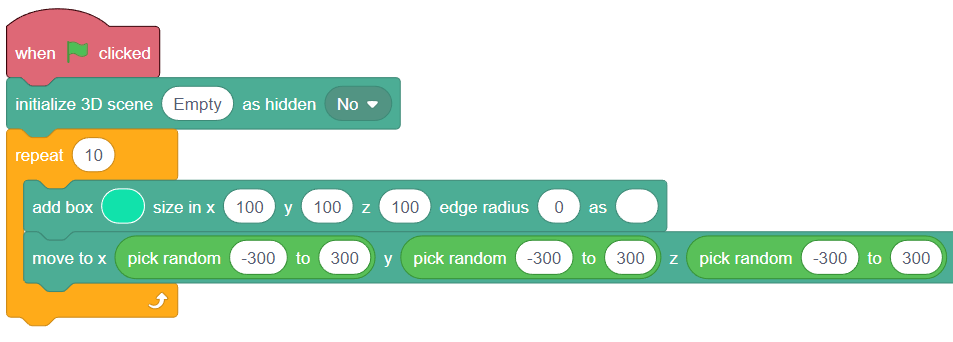 when clicked
initialize 3D scene Empty as hidden No
repeat 10
add box size in x 100 y 100 z 100 edge radius 0 as
move to x pick random -300 to 300 y pick random -300 to 300 z pick random -300 to 300